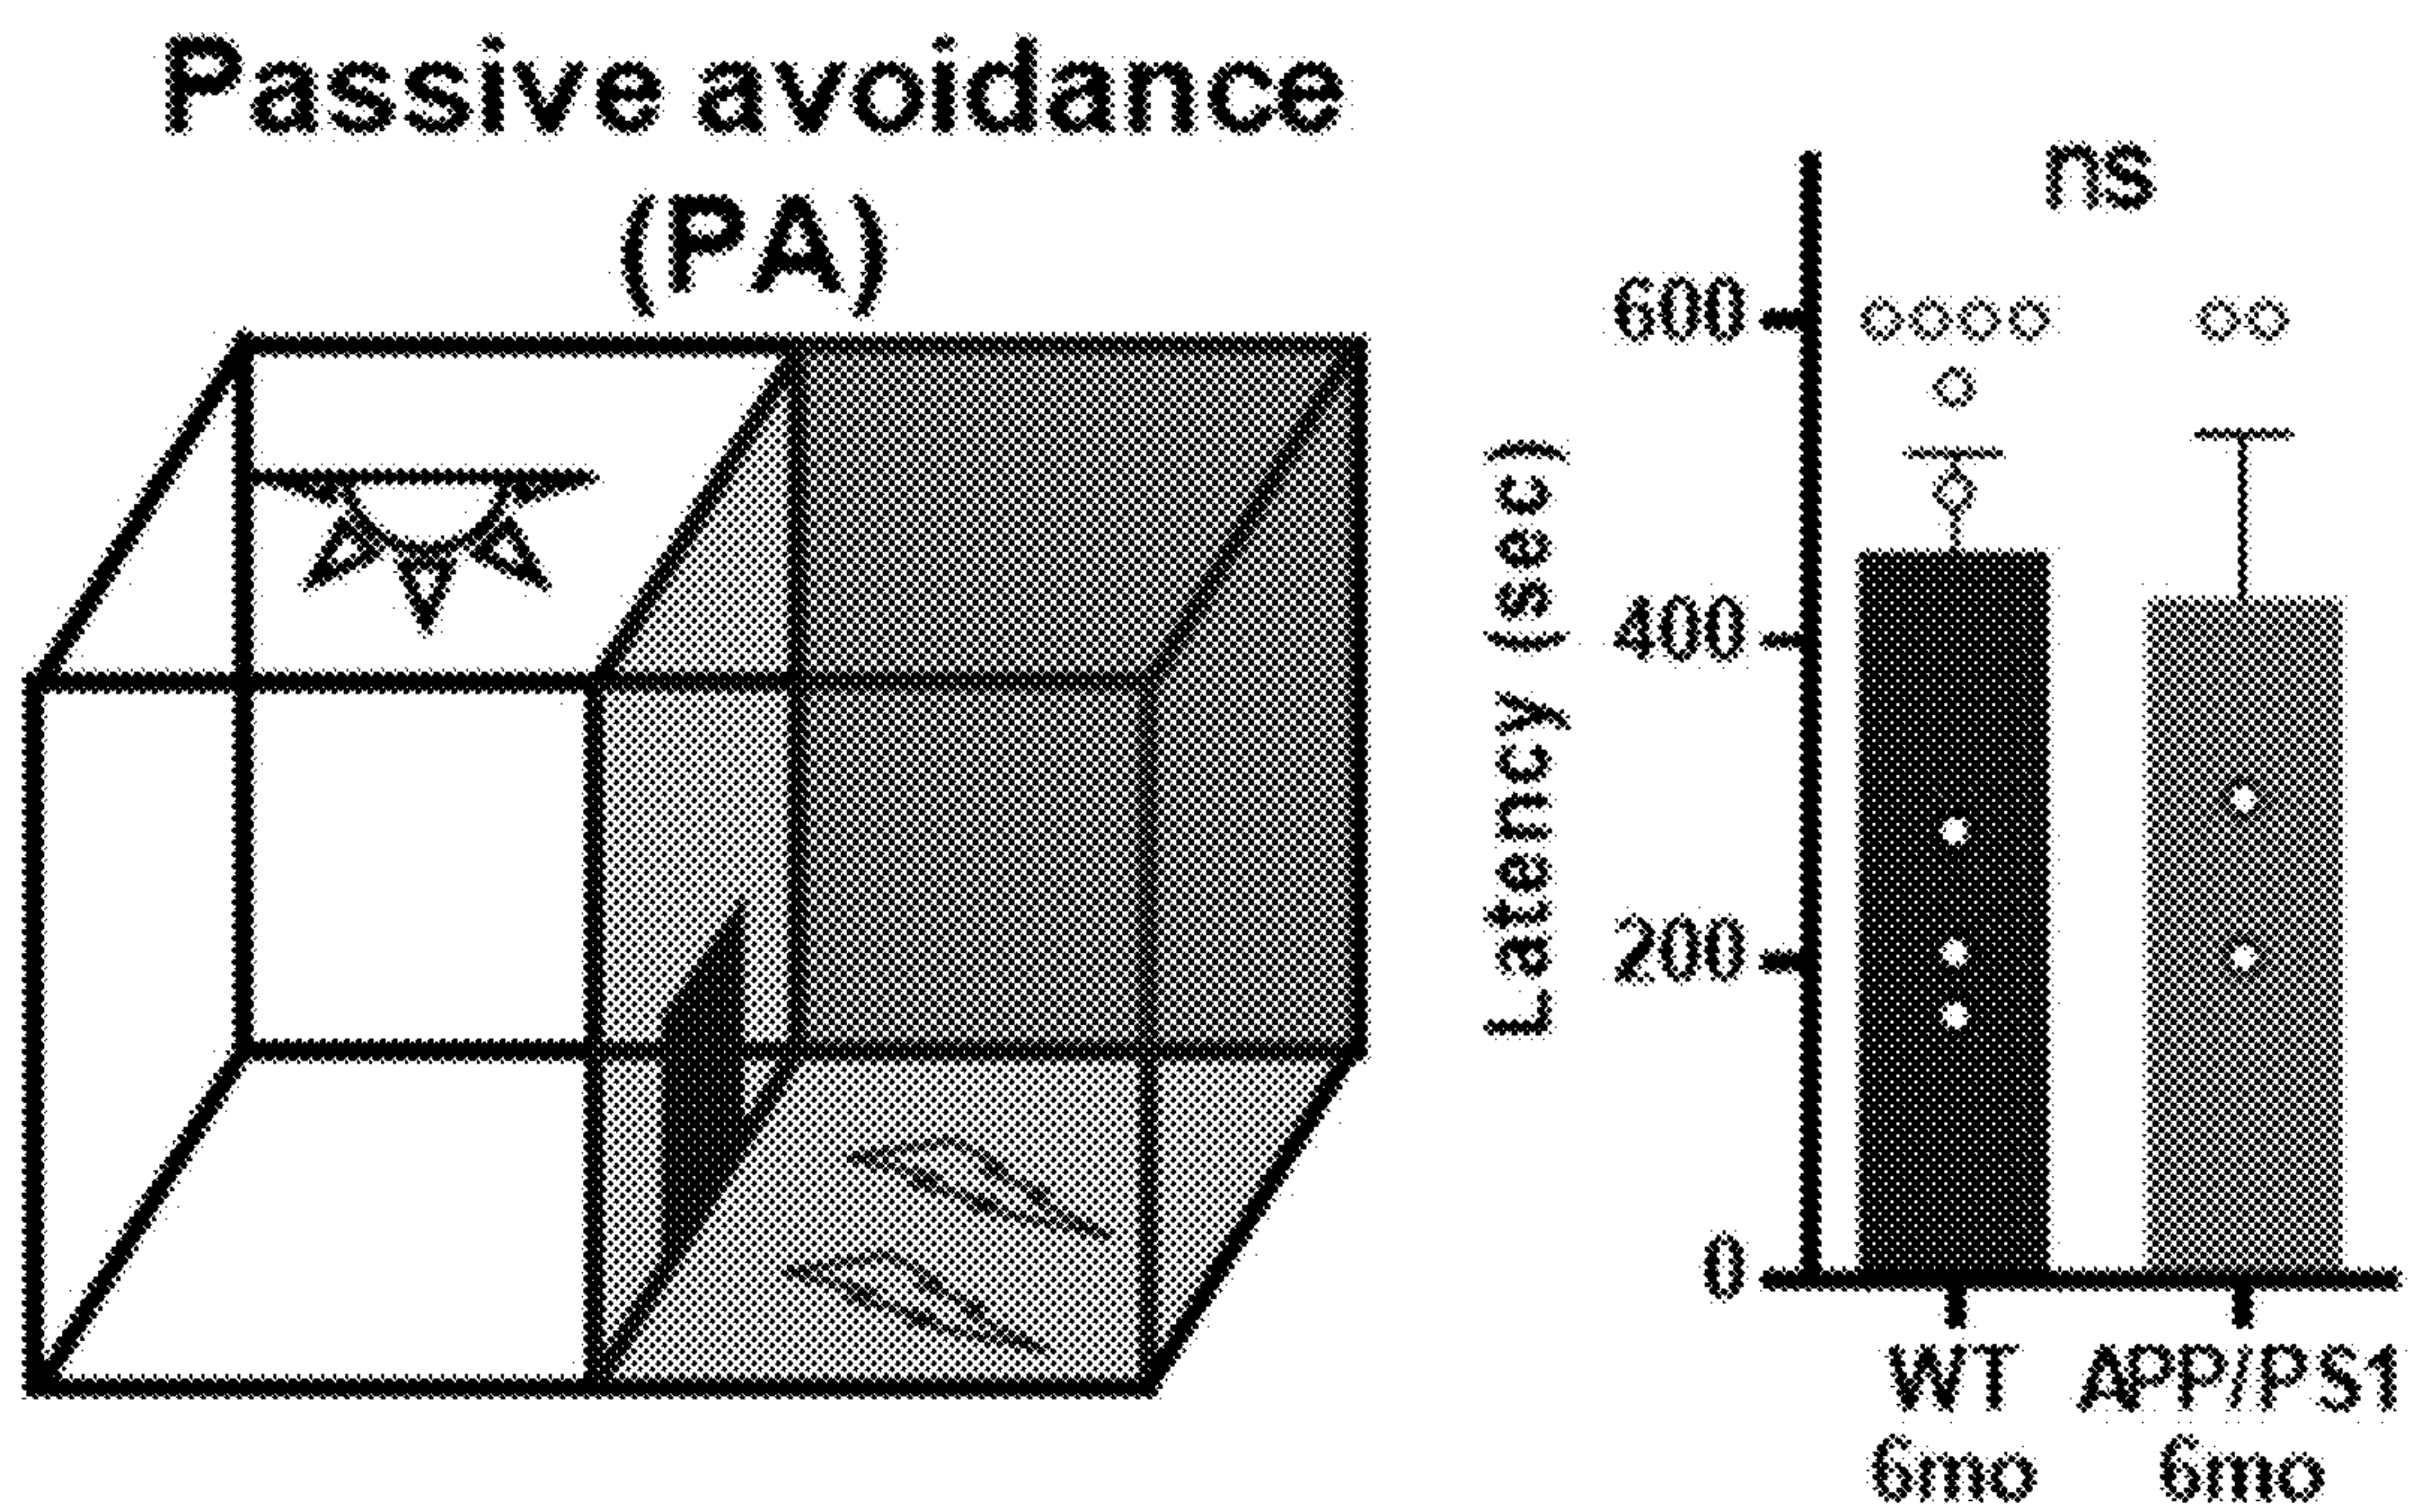 Passive avoidance
(PA)
ns
Latency (sec)
600
400
200
0
WT APP/PS1
6mo 6mo